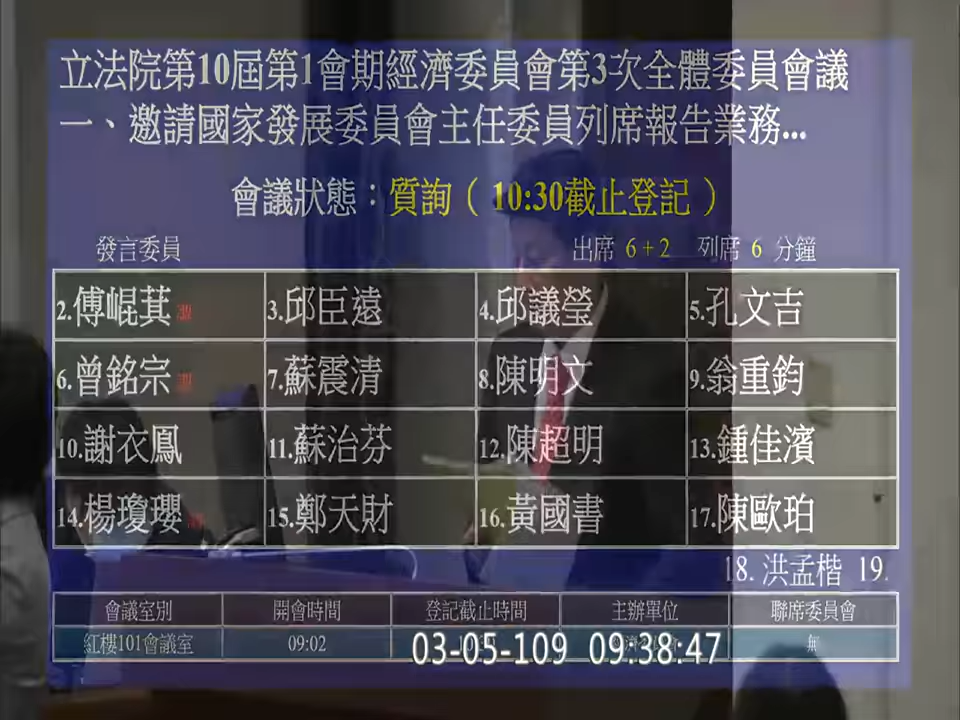 立法院第10屆第1會期經濟委員會第3次全體委員會議
一、邀請國家發展委員會主任委員列席報告業務...
會議狀態：質詢（10:30截止登記）
發言委員 出席 6+2 列席 6 分鐘
2.傅崐萁 3.邱臣遠 4.邱議瑩 5.孔文吉
6.曾銘宗 7.蘇震清 8.陳明文 9.翁重鈞
10.謝衣鳳 11.蘇治芬 12.陳超明 13.鍾佳濱
14.楊瓊瓔 15.鄭天財 16.黃國書 17.陳歐珀
18. 洪孟楷 19.
會議室別 開會時間 登記截止時間 主辦單位 聯席委員會
紅樓101會議室 09:02 無
03-05-109 09:38:47